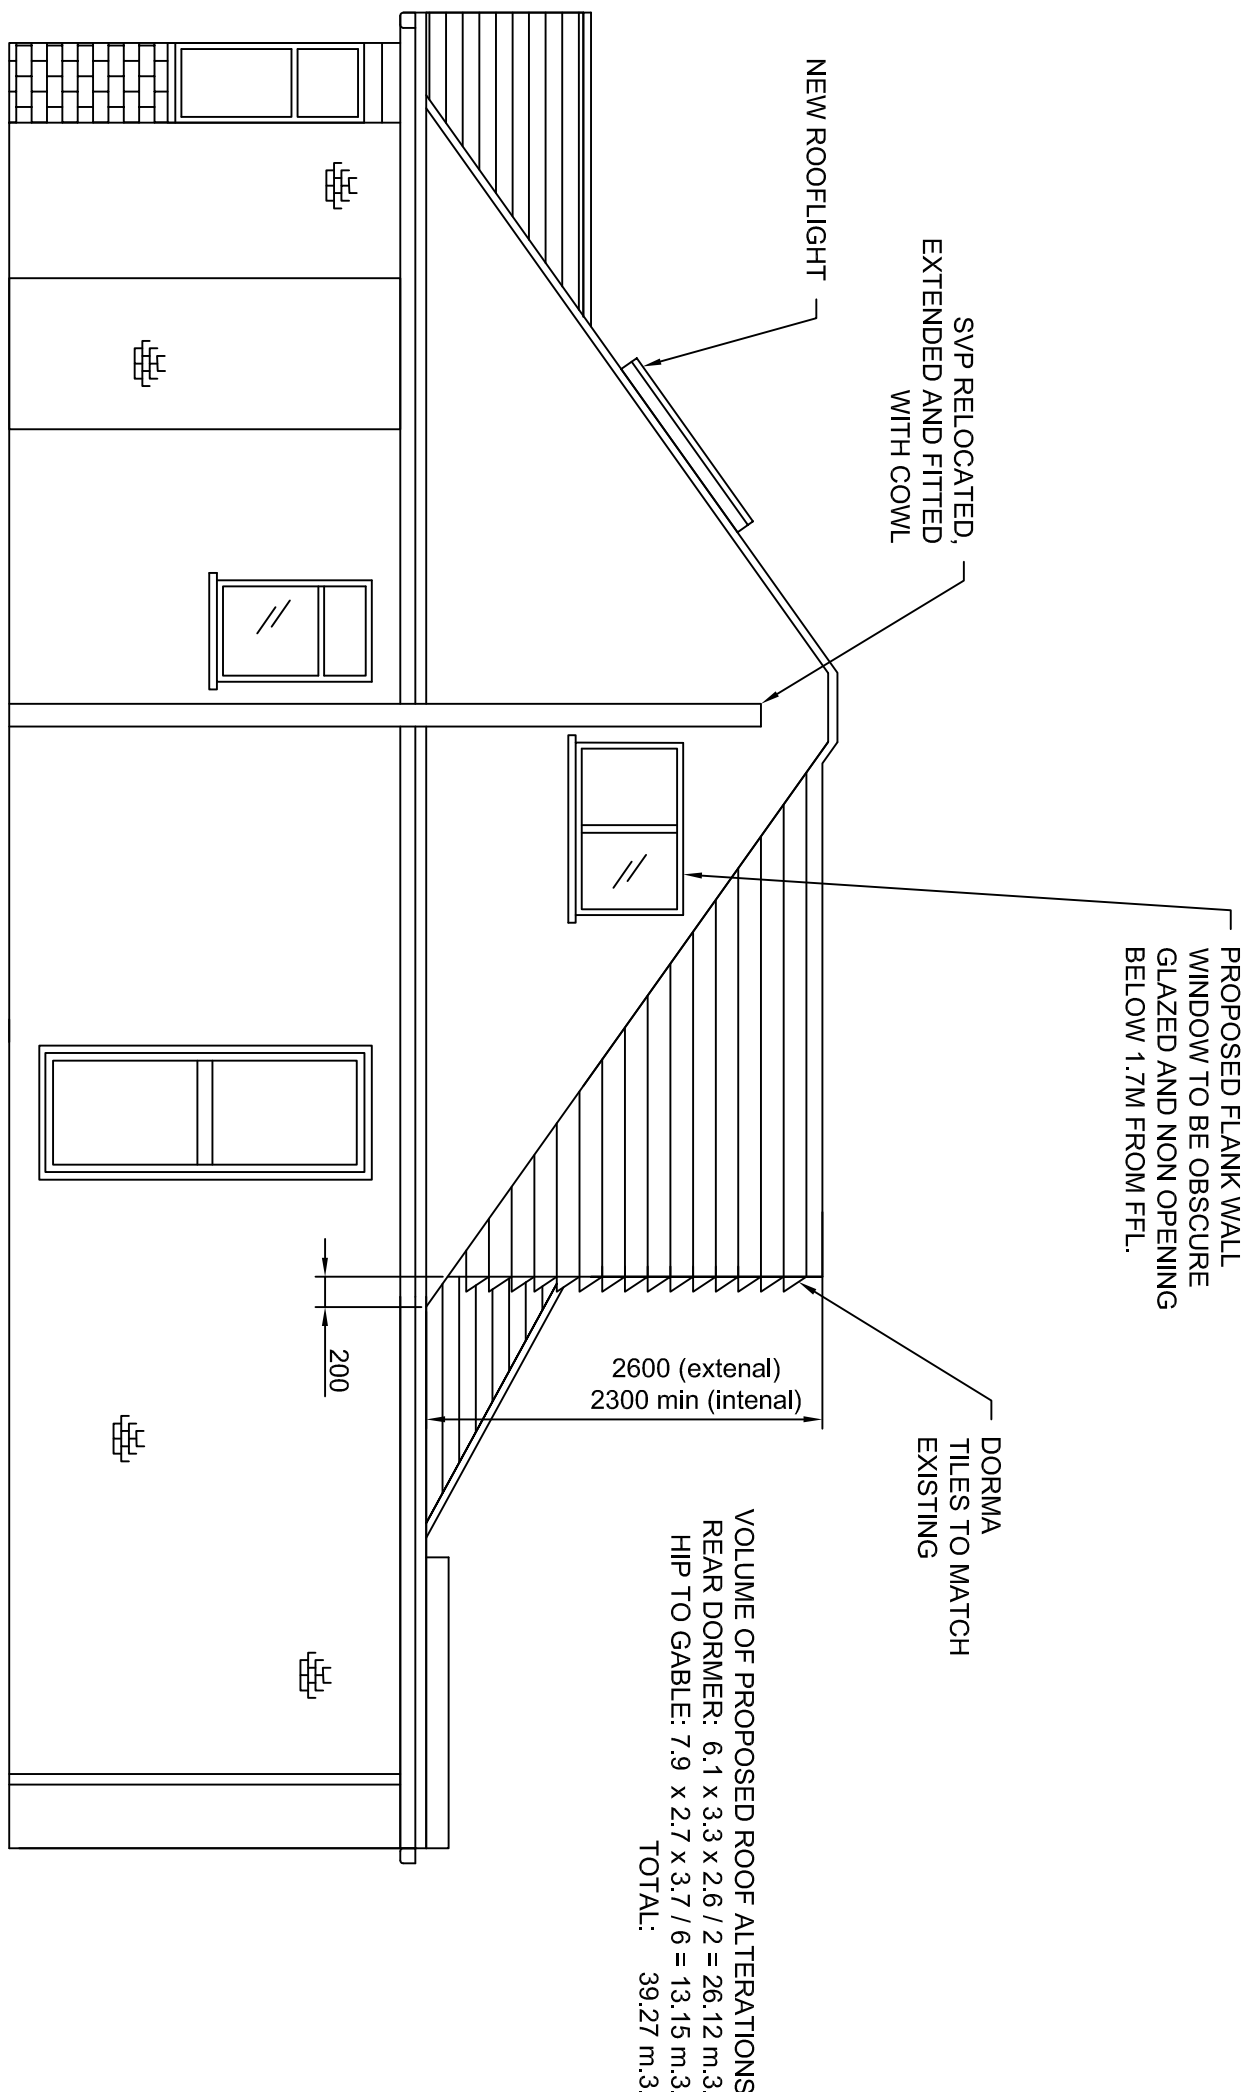 NEW ROOFLIGHT
SVP RELOCATED,
EXTENDED AND FITTED
WITH COWL
PROPOSED FLANK WALL
WINDOW TO BE OBSCURE
GLAZED AND NON OPENING
BELOW 1.7M FROM FFL.
DORMA
TILES TO MATCH
EXISTING
2600 (extenal)
2300 min (intenal)
200
VOLUME OF PROPOSED ROOF ALTERATIONS
REAR DORMER: 6.1 x 3.3 x 2.6 / 2 = 26.12 m.3.
HIP TO GABLE: 7.9 x 2.7 x 3.7 / 6 = 13.15 m.3.
TOTAL: 39.27 m.3.